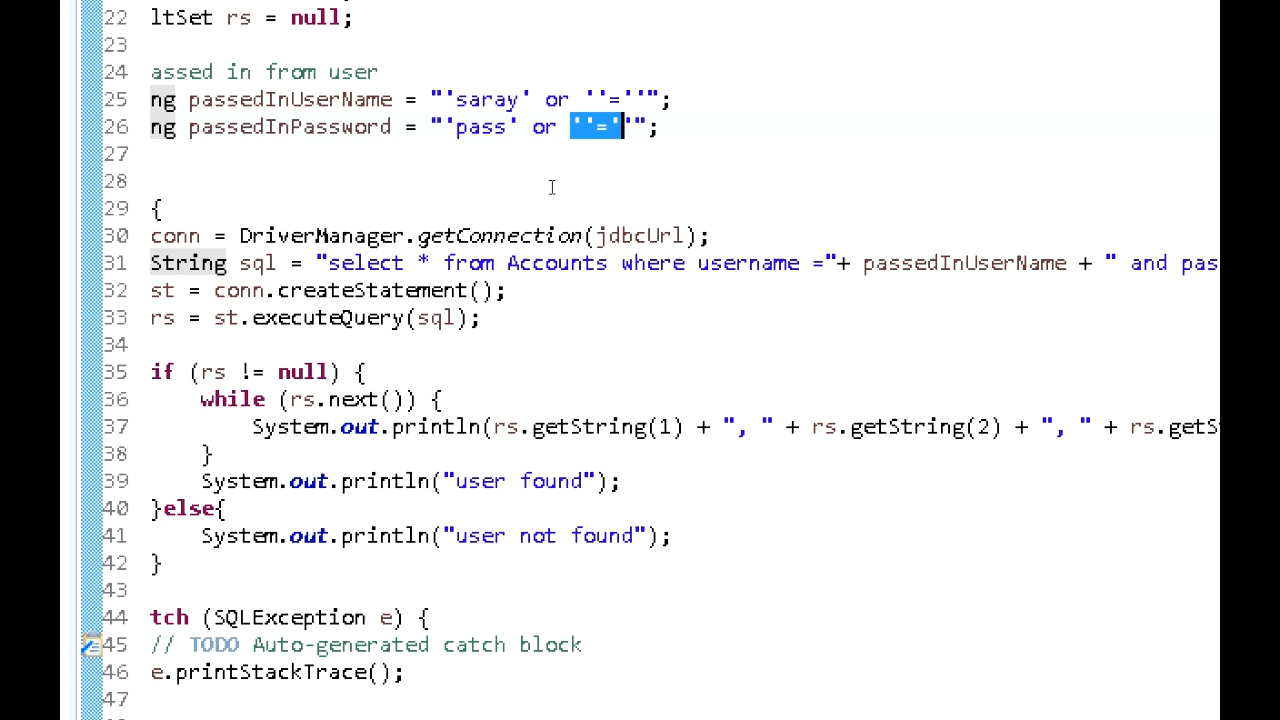 22 ltSet rs = null;
23
24 assed in from user
25 ng passedInUserName = "'saray' or ''=''";
26 ng passedInPassword = "'pass' or ''=''";
27
28
29 {
30 conn = DriverManager.getConnection(jdbcUrl);
31 String sql = "select * from Accounts where username ="+ passedInUserName + " and pas
32 st = conn.createStatement();
33 rs = st.executeQuery(sql);
34
35 if (rs != null) {
36 while (rs.next()) {
37 System.out.println(rs.getString(1) + ", " + rs.getString(2) + ", " + rs.getS
38 }
39 System.out.println("user found");
40 }else{
41 System.out.println("user not found");
42 }
43
44 tch (SQLException e) {
45 // TODO Auto-generated catch block
46 e.printStackTrace();
47